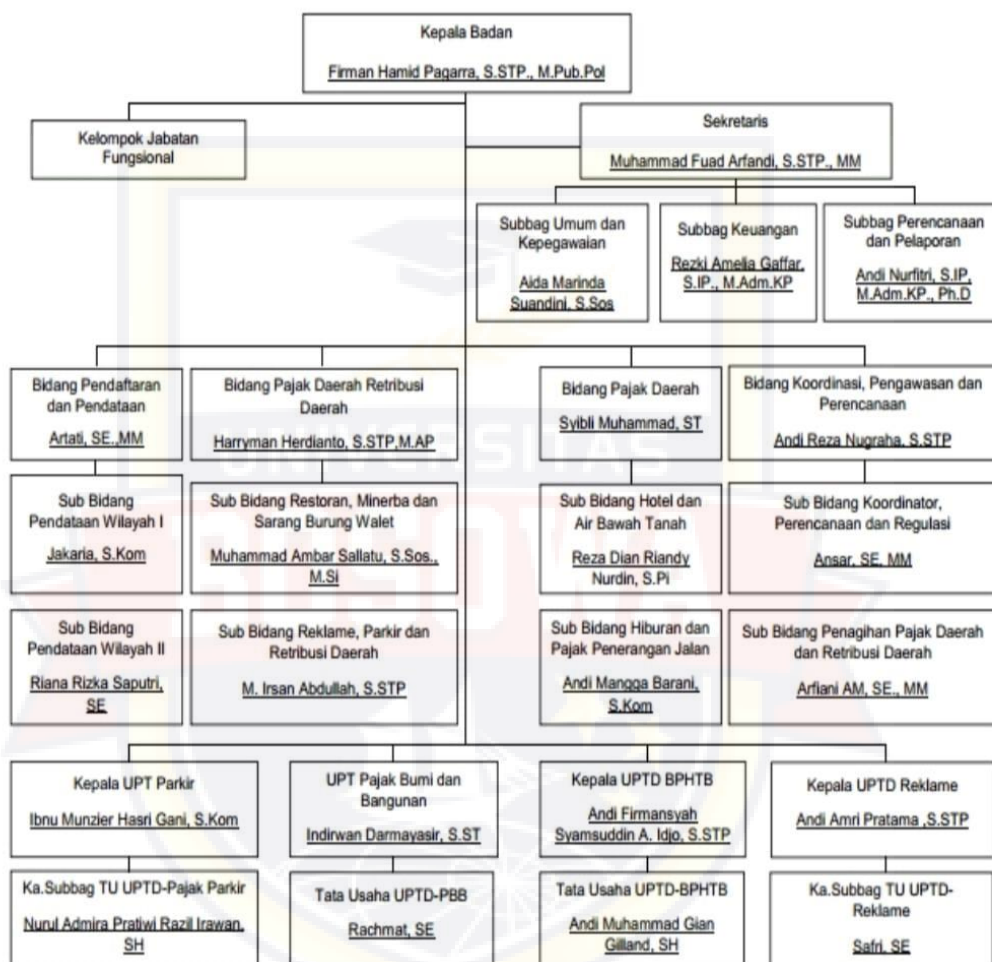 Kepala Badan
Firman Hamid Pagarra, S.STP., M.Pub.Pol
Kelompok Jabatan
Fungsional
Sekretaris
Muhammad Fuad Arfandi, S.STP., MM
Subbag Umum dan
Kepegawaian
Aida Marinda
Suandini, S.Sos
Subbag Keuangan
Rezki Amelia Gaffar,
S.IP., M.Adm.KP
Subbag Perencanaan
dan Pelaporan
Andi Nurfitri, S.IP,
M.Adm.KP., Ph.D
Bidang Pendaftaran
dan Pendataan
Artati, SE.,MM
Bidang Pajak Daerah Retribusi
Daerah
Harryman Herdianto, S.STP,M.AP
Bidang Pajak Daerah
Syibli Muhammad, ST
Bidang Koordinasi, Pengawasan dan
Perencanaan
Andi Reza Nugraha, S.STP
UNIVERSITAS
BOSOWA
Sub Bidang
Pendataan Wilayah I
Jakaria, S.Kom
Sub Bidang Restoran, Minerba dan
Sarang Burung Walet
Muhammad Ambar Sallatu, S.Sos.,
M.Si
Sub Bidang Hotel dan
Air Bawah Tanah
Reza Dian Riandy
Nurdin, S.Pi
Sub Bidang Koordinator,
Perencanaan dan Regulasi
Ansar, SE, MM
Sub Bidang
Pendataan Wilayah II
Riana Rizka Saputri,
SE
Sub Bidang Reklame, Parkir dan
Retribusi Daerah
M. Irsan Abdullah, S.STP
Sub Bidang Hiburan dan
Pajak Penerangan Jalan
Andi Mangga Barani,
S.Kom
Sub Bidang Penagihan Pajak Daerah
dan Retribusi Daerah
Arfiani AM, SE., MM
Kepala UPT Parkir
Ibnu Munzier Hasri Gani, S.Kom
UPT Pajak Bumi dan
Bangunan
Indirwan Darmayasir, S.ST
Kepala UPTD BPHTB
Andi Firmansyah
Syamsuddin A. Idjo, S.STP
Kepala UPTD Reklame
Andi Amri Pratama ,S.STP
Ka.Subbag TU UPTD-Pajak Parkir
Nurul Admira Pratiwi Razil Irawan,
SH
Tata Usaha UPTD-PBB
Rachmat, SE
Tata Usaha UPTD-BPHTB
Andi Muhammad Gian
Gilland, SH
Ka.Subbag TU UPTD-
Reklame
Safri, SE